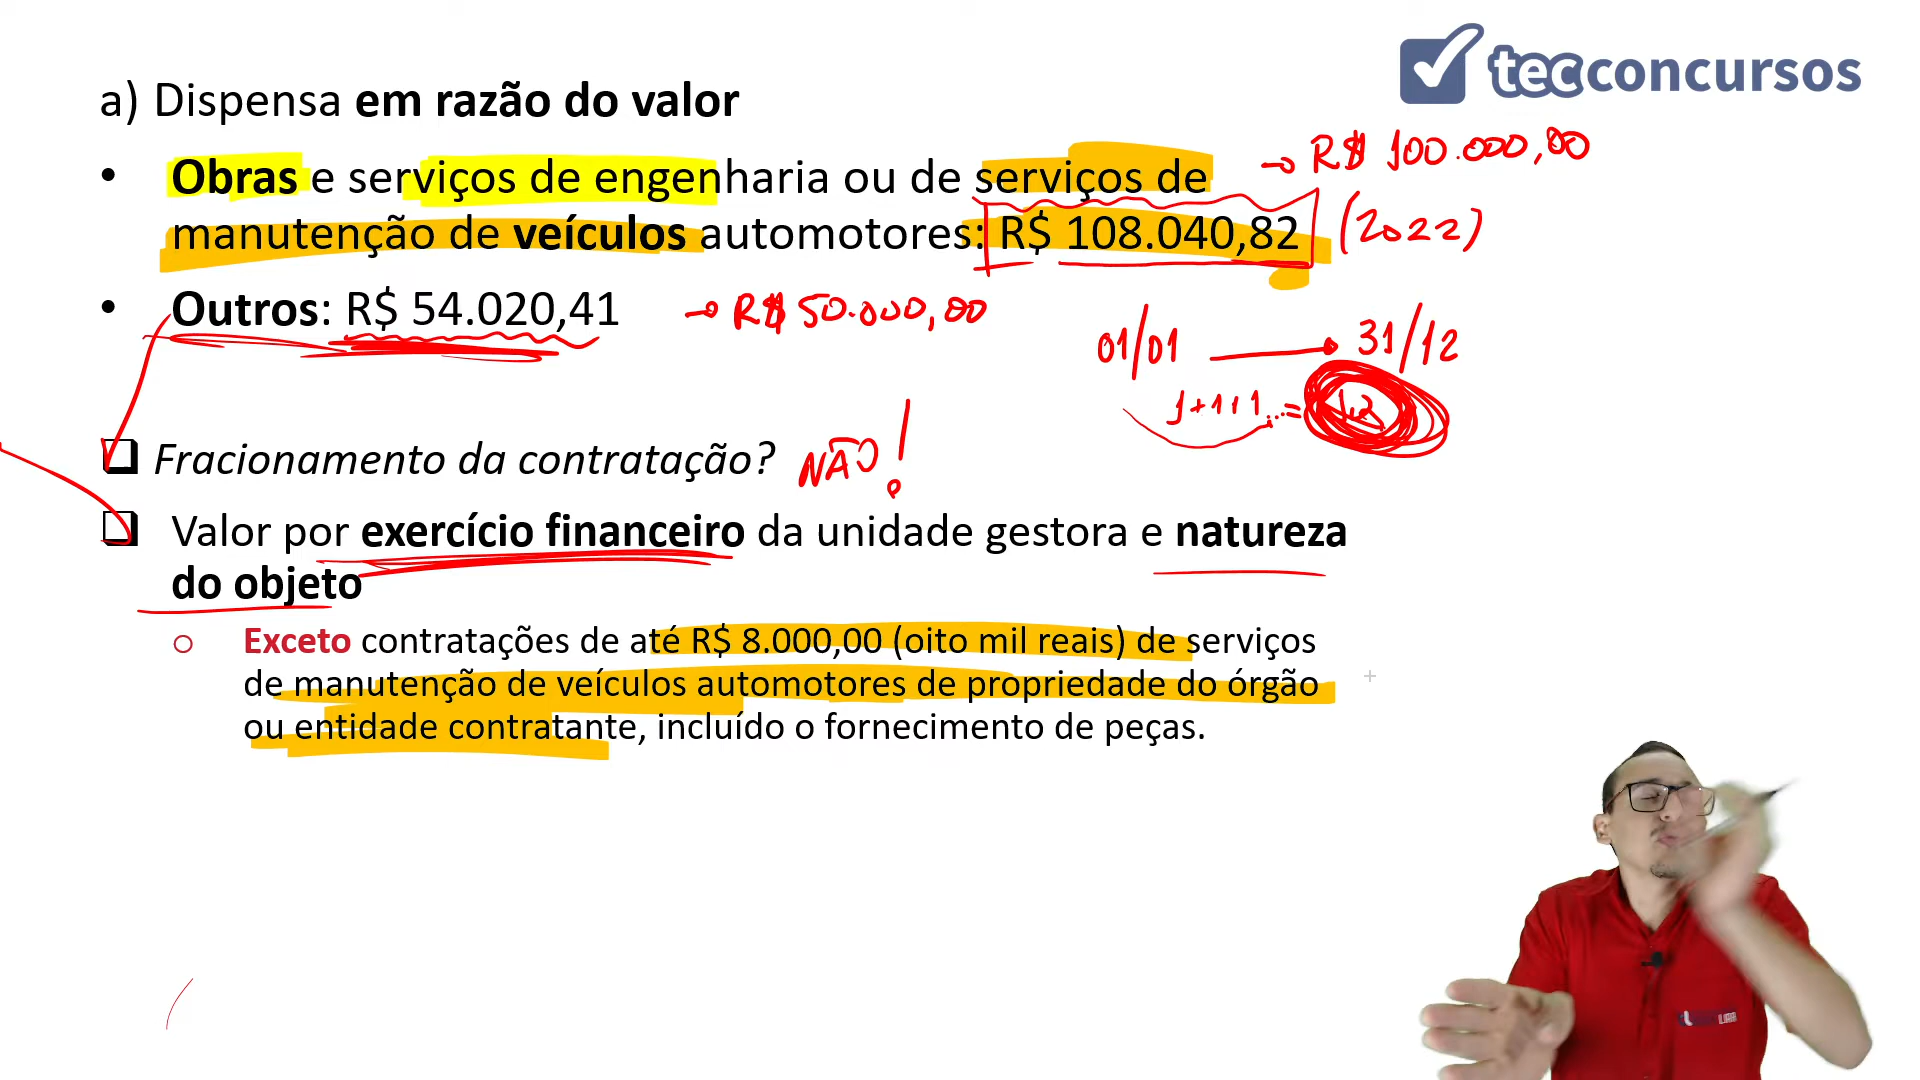 tecconcursos
a) Dispensa em razão do valor
• Obras e serviços de engenharia ou de serviços de
manutenção de veículos automotores: R$ 108.040,82
→ R$ 100.000,00
(2022)
• Outros: R$ 54.020,41
→ R$ 50.000,00
01/01 → 31/12
1+1+1...= 12
Fracionamento da contratação? NÃO!
Valor por exercício financeiro da unidade gestora e natureza
do objeto
o Exceto contratações de até R$ 8.000,00 (oito mil reais) de serviços
de manutenção de veículos automotores de propriedade do órgão
ou entidade contratante, incluído o fornecimento de peças.